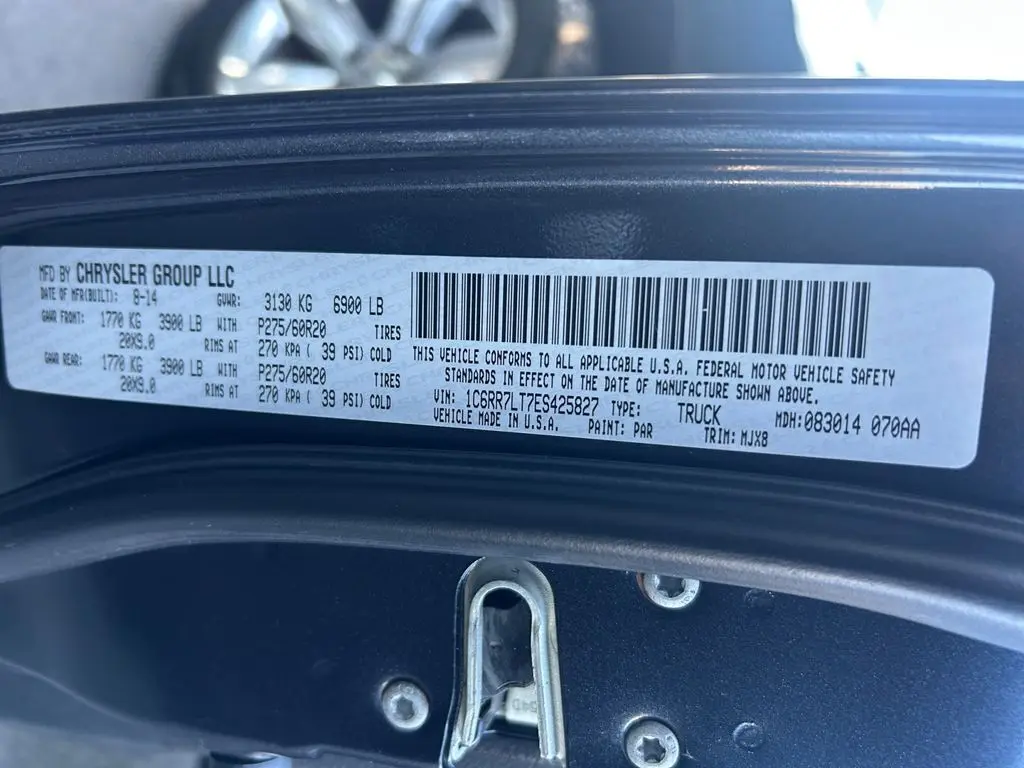 MFD BY CHRYSLER GROUP LLC
DATE OF MFR(BUILT): 8-14 GVWR: 3130 KG 6900 LB
GAWR FRONT: 1770 KG 3900 LB WITH P275/60R20 TIRES
20X9.0 RIMS AT 270 KPA ( 39 PSI) COLD
GAWR REAR: 1770 KG 3900 LB WITH P275/60R20 TIRES
20X9.0 RIMS AT 270 KPA ( 39 PSI) COLD
THIS VEHICLE CONFORMS TO ALL APPLICABLE U.S.A. FEDERAL MOTOR VEHICLE SAFETY
STANDARDS IN EFFECT ON THE DATE OF MANUFACTURE SHOWN ABOVE.
VIN: 1C6RR7LT7ES425827 TYPE: TRUCK MDH:083014 070AA
VEHICLE MADE IN U.S.A. PAINT: PAR TRIM: MJX8